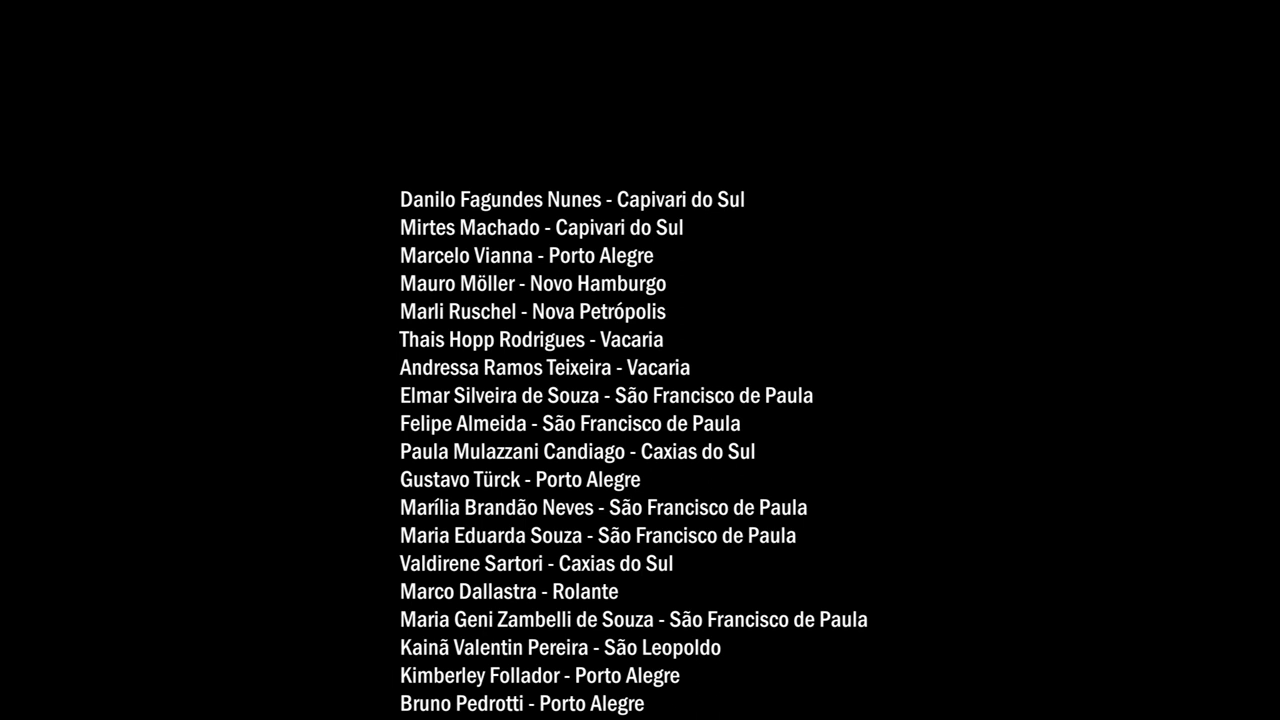 Danilo Fagundes Nunes - Capivari do Sul
Mirtes Machado - Capivari do Sul
Marcelo Vianna - Porto Alegre
Mauro Möller - Novo Hamburgo
Marli Ruschel - Nova Petrópolis
Thais Hopp Rodrigues - Vacaria
Andressa Ramos Teixeira - Vacaria
Elmar Silveira de Souza - São Francisco de Paula
Felipe Almeida - São Francisco de Paula
Paula Mulazzani Candiago - Caxias do Sul
Gustavo Türck - Porto Alegre
Marília Brandão Neves - São Francisco de Paula
Maria Eduarda Souza - São Francisco de Paula
Valdirene Sartori - Caxias do Sul
Marco Dallastra - Rolante
Maria Geni Zambelli de Souza - São Francisco de Paula
Kainã Valentin Pereira - São Leopoldo
Kimberley Follador - Porto Alegre
Bruno Pedrotti - Porto Alegre